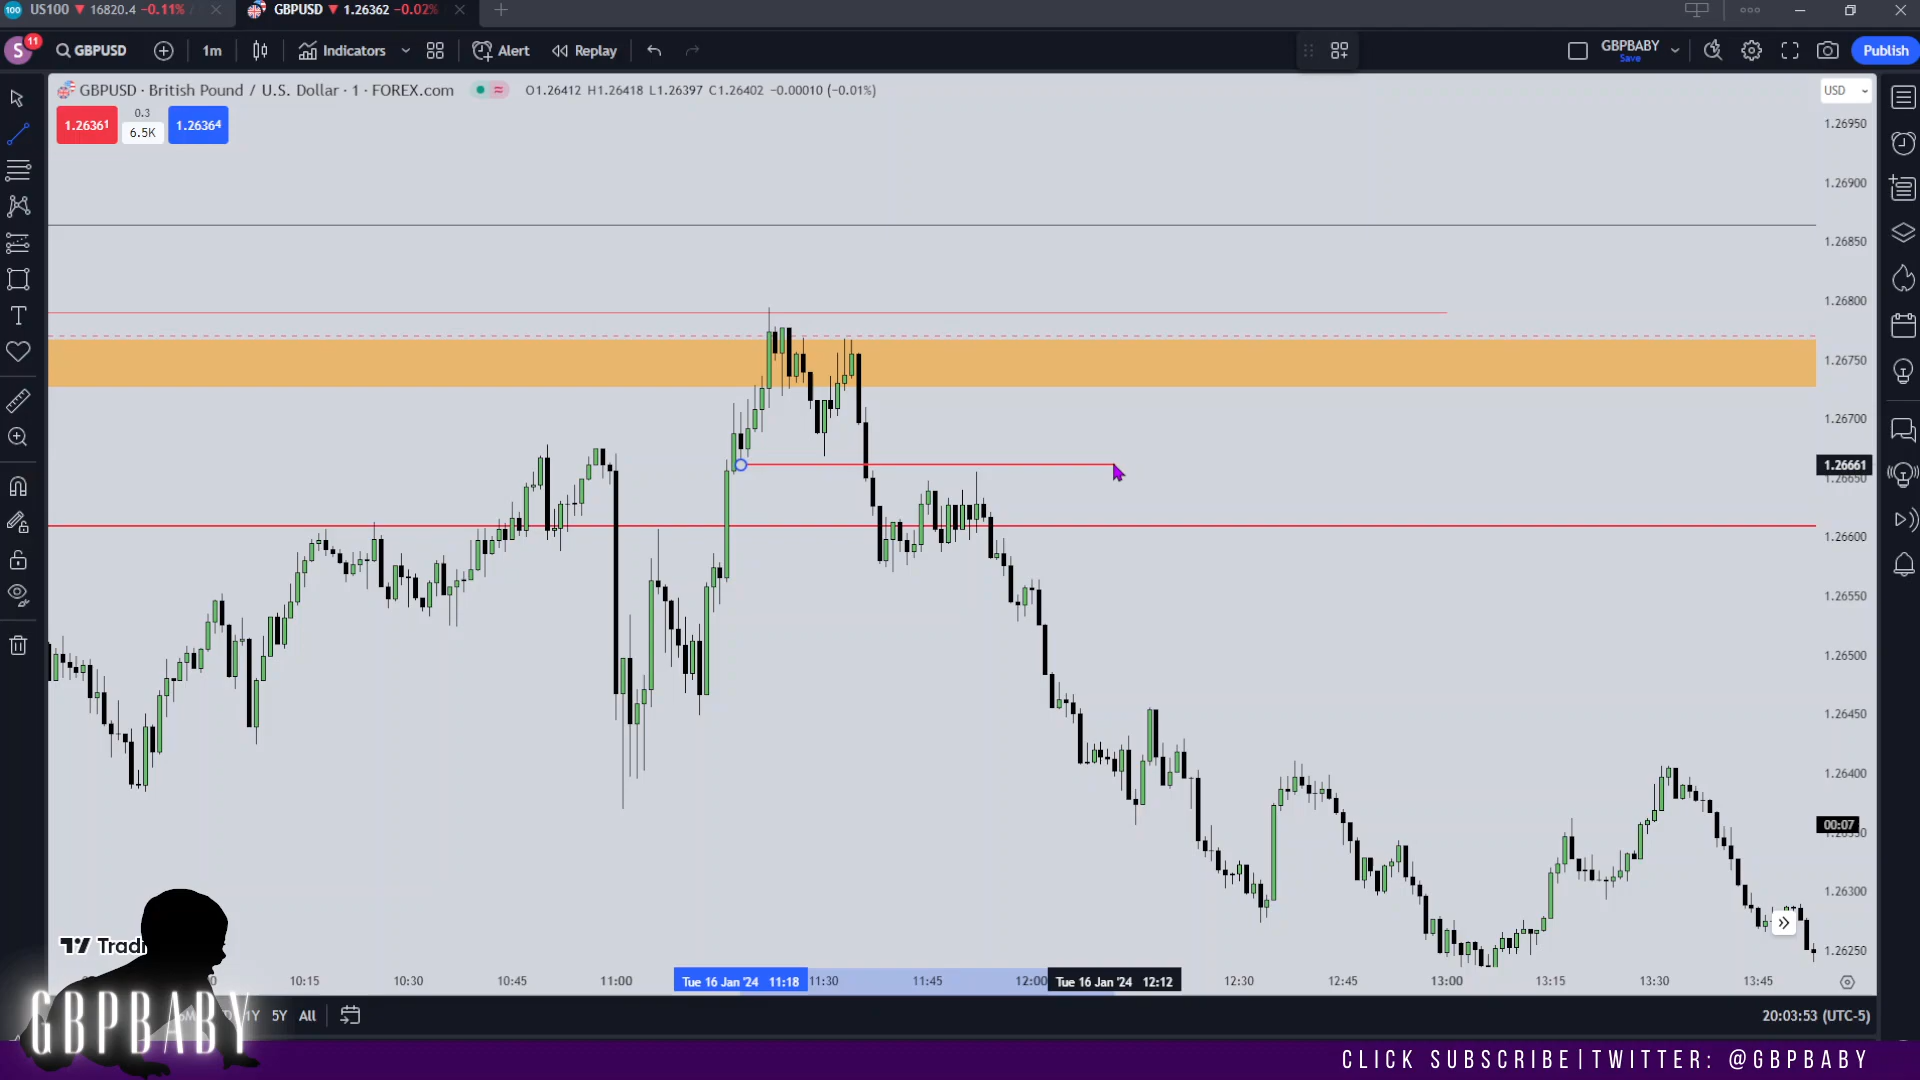 US100 ▼ 16820.4 −0.11%
GBPUSD ▼ 1.26362 −0.02%
S 11 GBPUSD 1m Indicators Alert Replay GBPBABY Save Publish
GBPUSD · British Pound / U.S. Dollar · 1 · FOREX.com O1.26412 H1.26418 L1.26397 C1.26402 −0.00010 (−0.01%)
USD
1.26361 0.3 6.5K 1.26364
1.26950
1.26900
1.26850
1.26800
1.26750
1.26700
1.26661
1.26650
1.26600
1.26550
1.26500
1.26450
1.26400
00:07
1.26300
1.26250
10:15 10:30 10:45 11:00 Tue 16 Jan '24 11:18 11:30 11:45 12:00 Tue 16 Jan '24 12:12 12:30 12:45 13:00 13:15 13:30 13:45
1Y 5Y All
20:03:53 (UTC-5)
GBPBABY
CLICK SUBSCRIBE|TWITTER: @GBPBABY